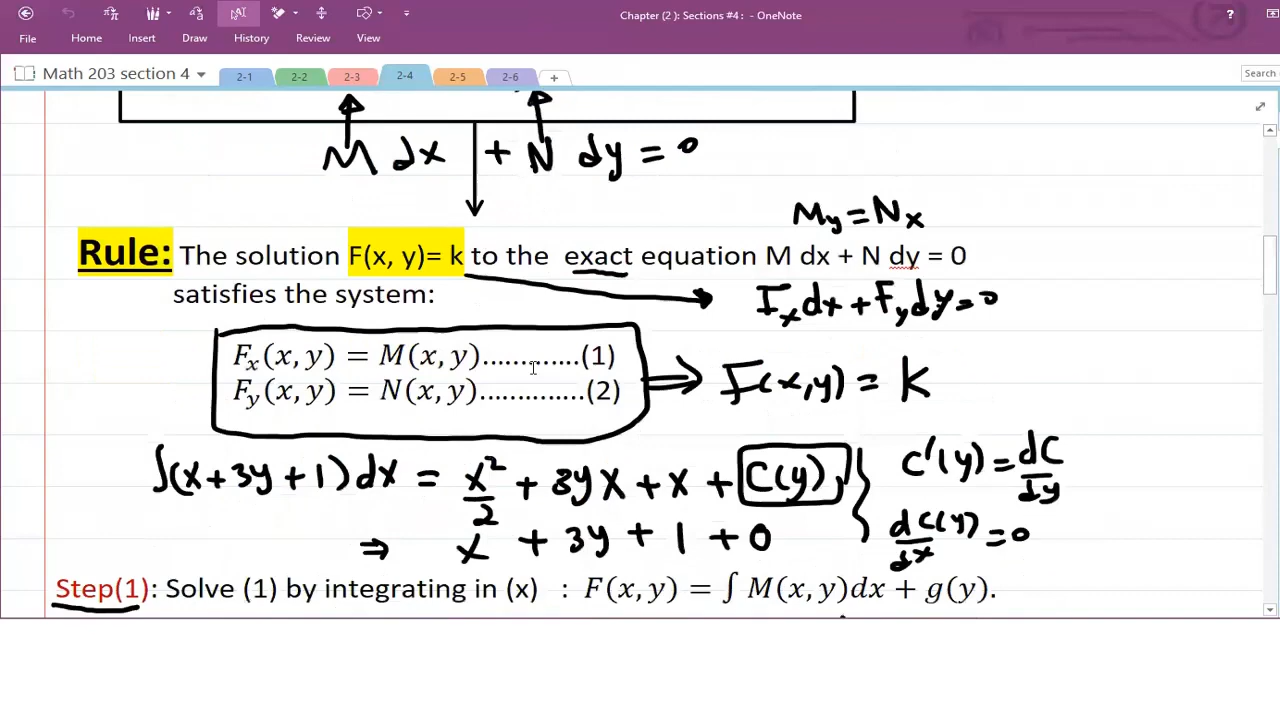 Chapter (2 ): Sections #4: - OneNote
?
File Home Insert Draw History Review View
Math 203 section 4
2-1 2-2 2-3 2-4 2-5 2-6 +
Search
M dx + N dy = 0
My = Nx
Rule: The solution F(x, y)= k to the exact equation M dx + N dy = 0
satisfies the system:
Fx dx + Fy dy = 0
Fx(x, y) = M(x, y)..............(1)
F(x,y) = K
Fy(x, y) = N(x, y)..............(2)
∫(x+3y+1) dx = x²/2 + 3yx + x + C(y)
C'(y) = dC/dy
⇒ x + 3y + 1 + 0
dC(y)/dx = 0
Step(1): Solve (1) by integrating in (x) : F(x, y) = ∫ M(x, y)dx + g(y).